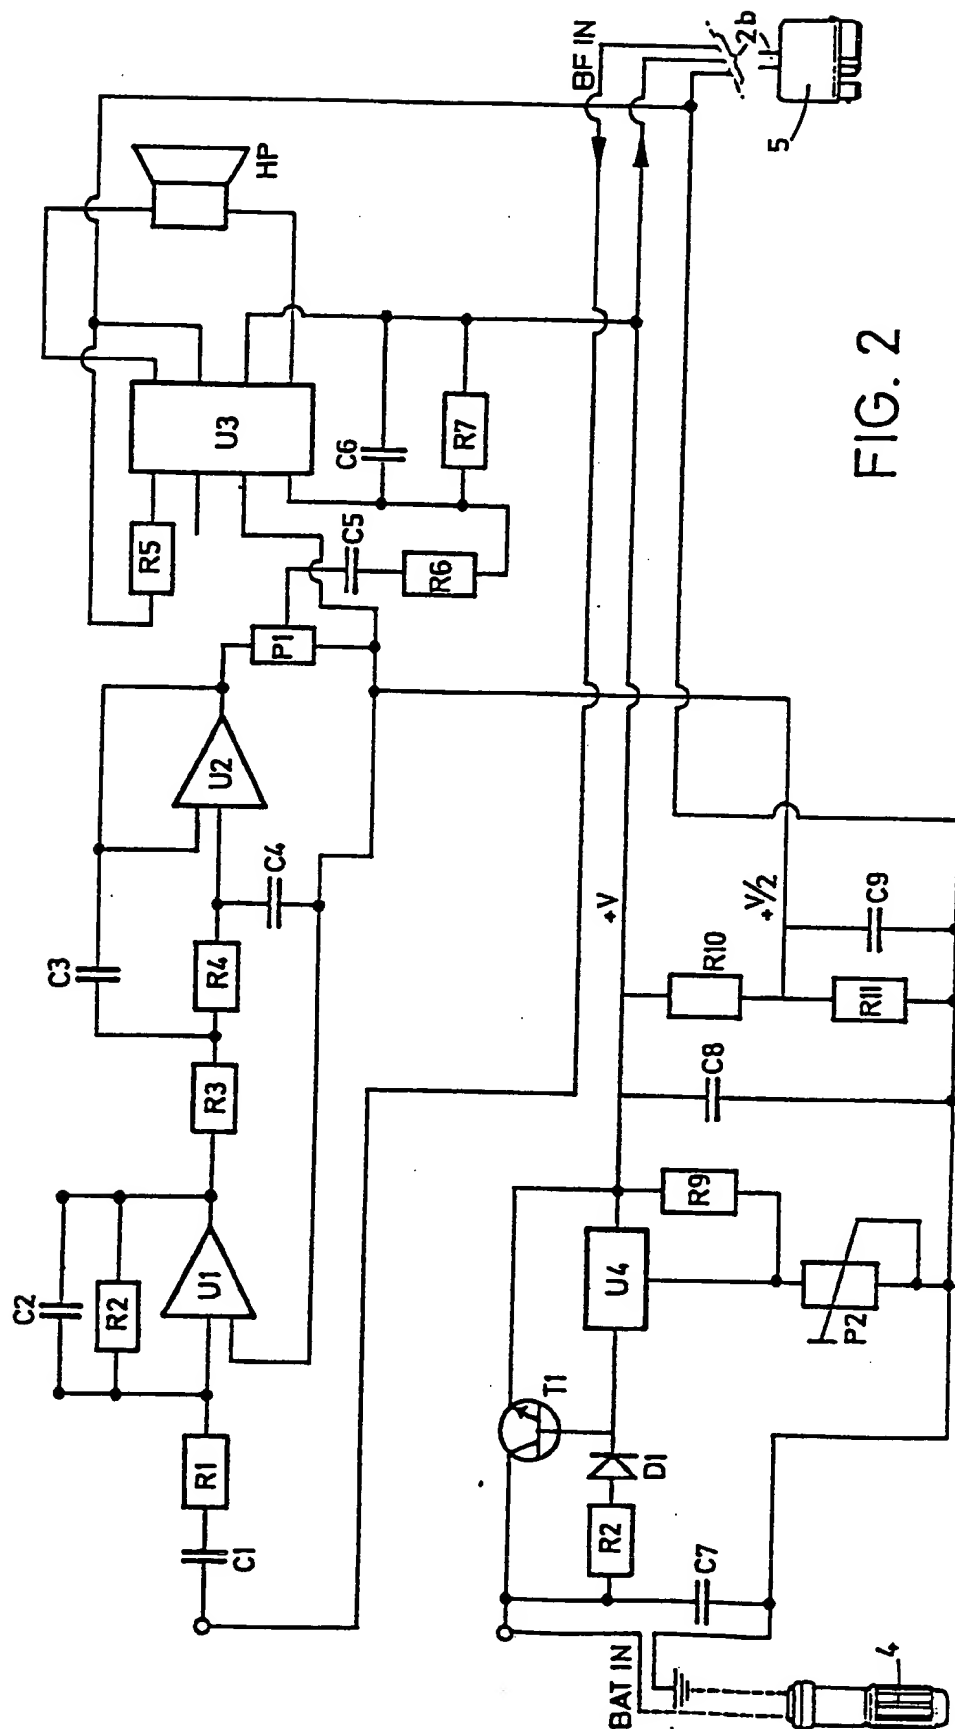 C2
R2
C1
R1
U1
R3
C3
R4
C4
U2
P1
R5
C5
R6
U3
C6
R7
HP
BF IN
2b
5
BAT IN
4
C7
R2
D1
T1
U4
R9
P2
C8
+V
R10
+V/2
R11
C9
FIG. 2